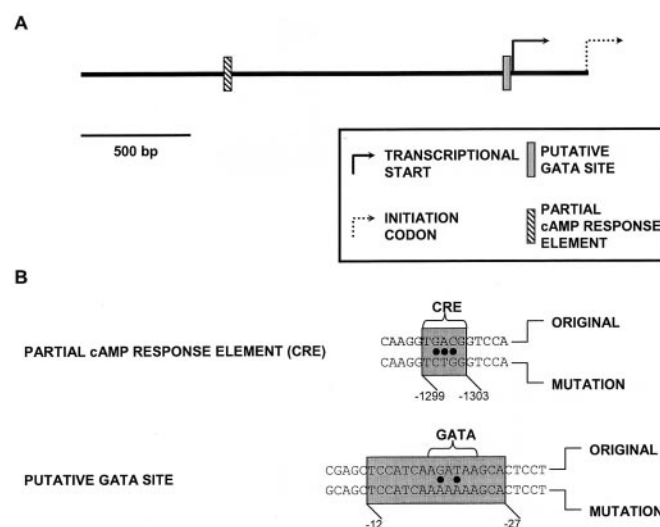 A
500 bp
TRANSCRIPTIONAL START
PUTATIVE GATA SITE
INITIATION CODON
PARTIAL cAMP RESPONSE ELEMENT
B
PARTIAL cAMP RESPONSE ELEMENT (CRE)
CRE
CAAGGTGACGGTCCA
ORIGINAL
CAAGGTCTGGGTCCA
MUTATION
-1299
-1303
PUTATIVE GATA SITE
GATA
CGAGCTCCATCAAGATAAGCACTCCT
ORIGINAL
GCAGCTCCATCAAAAAAAGCACTCCT
MUTATION
-12
-27